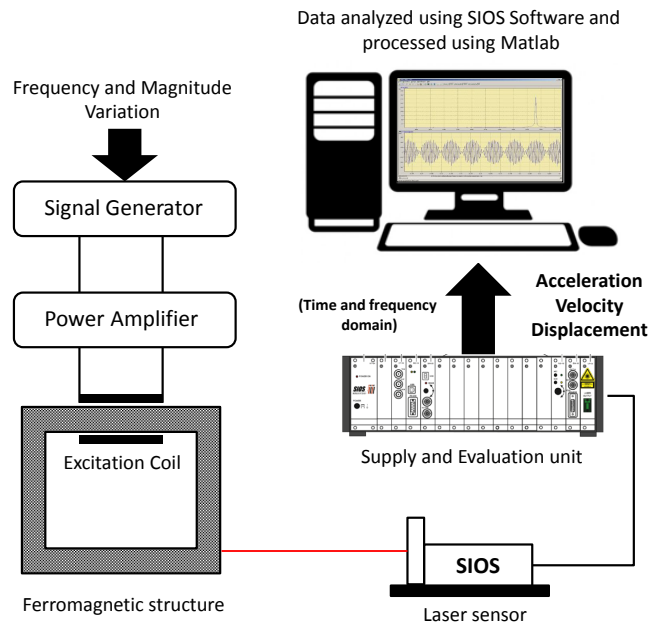 Data analyzed using SIOS Software and
processed using Matlab
Frequency and Magnitude
Variation
Signal Generator
Power Amplifier
(Time and frequency
domain)
Acceleration
Velocity
Displacement
SIOS
Excitation Coil
Supply and Evaluation unit
SIOS
Ferromagnetic structure
Laser sensor